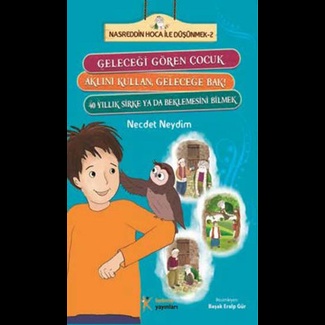 NASREDDİN HOCA İLE DÜŞÜNMEK-2
GELECEĞİ GÖREN ÇOCUK
AKLINI KULLAN, GELECEĞE BAK!
40 YILLIK SİRKE YA DA BEKLEMESİNİ BİLMEK
Necdet Neydim
yayınları
Resimleyen:
Başak Eralp Gür